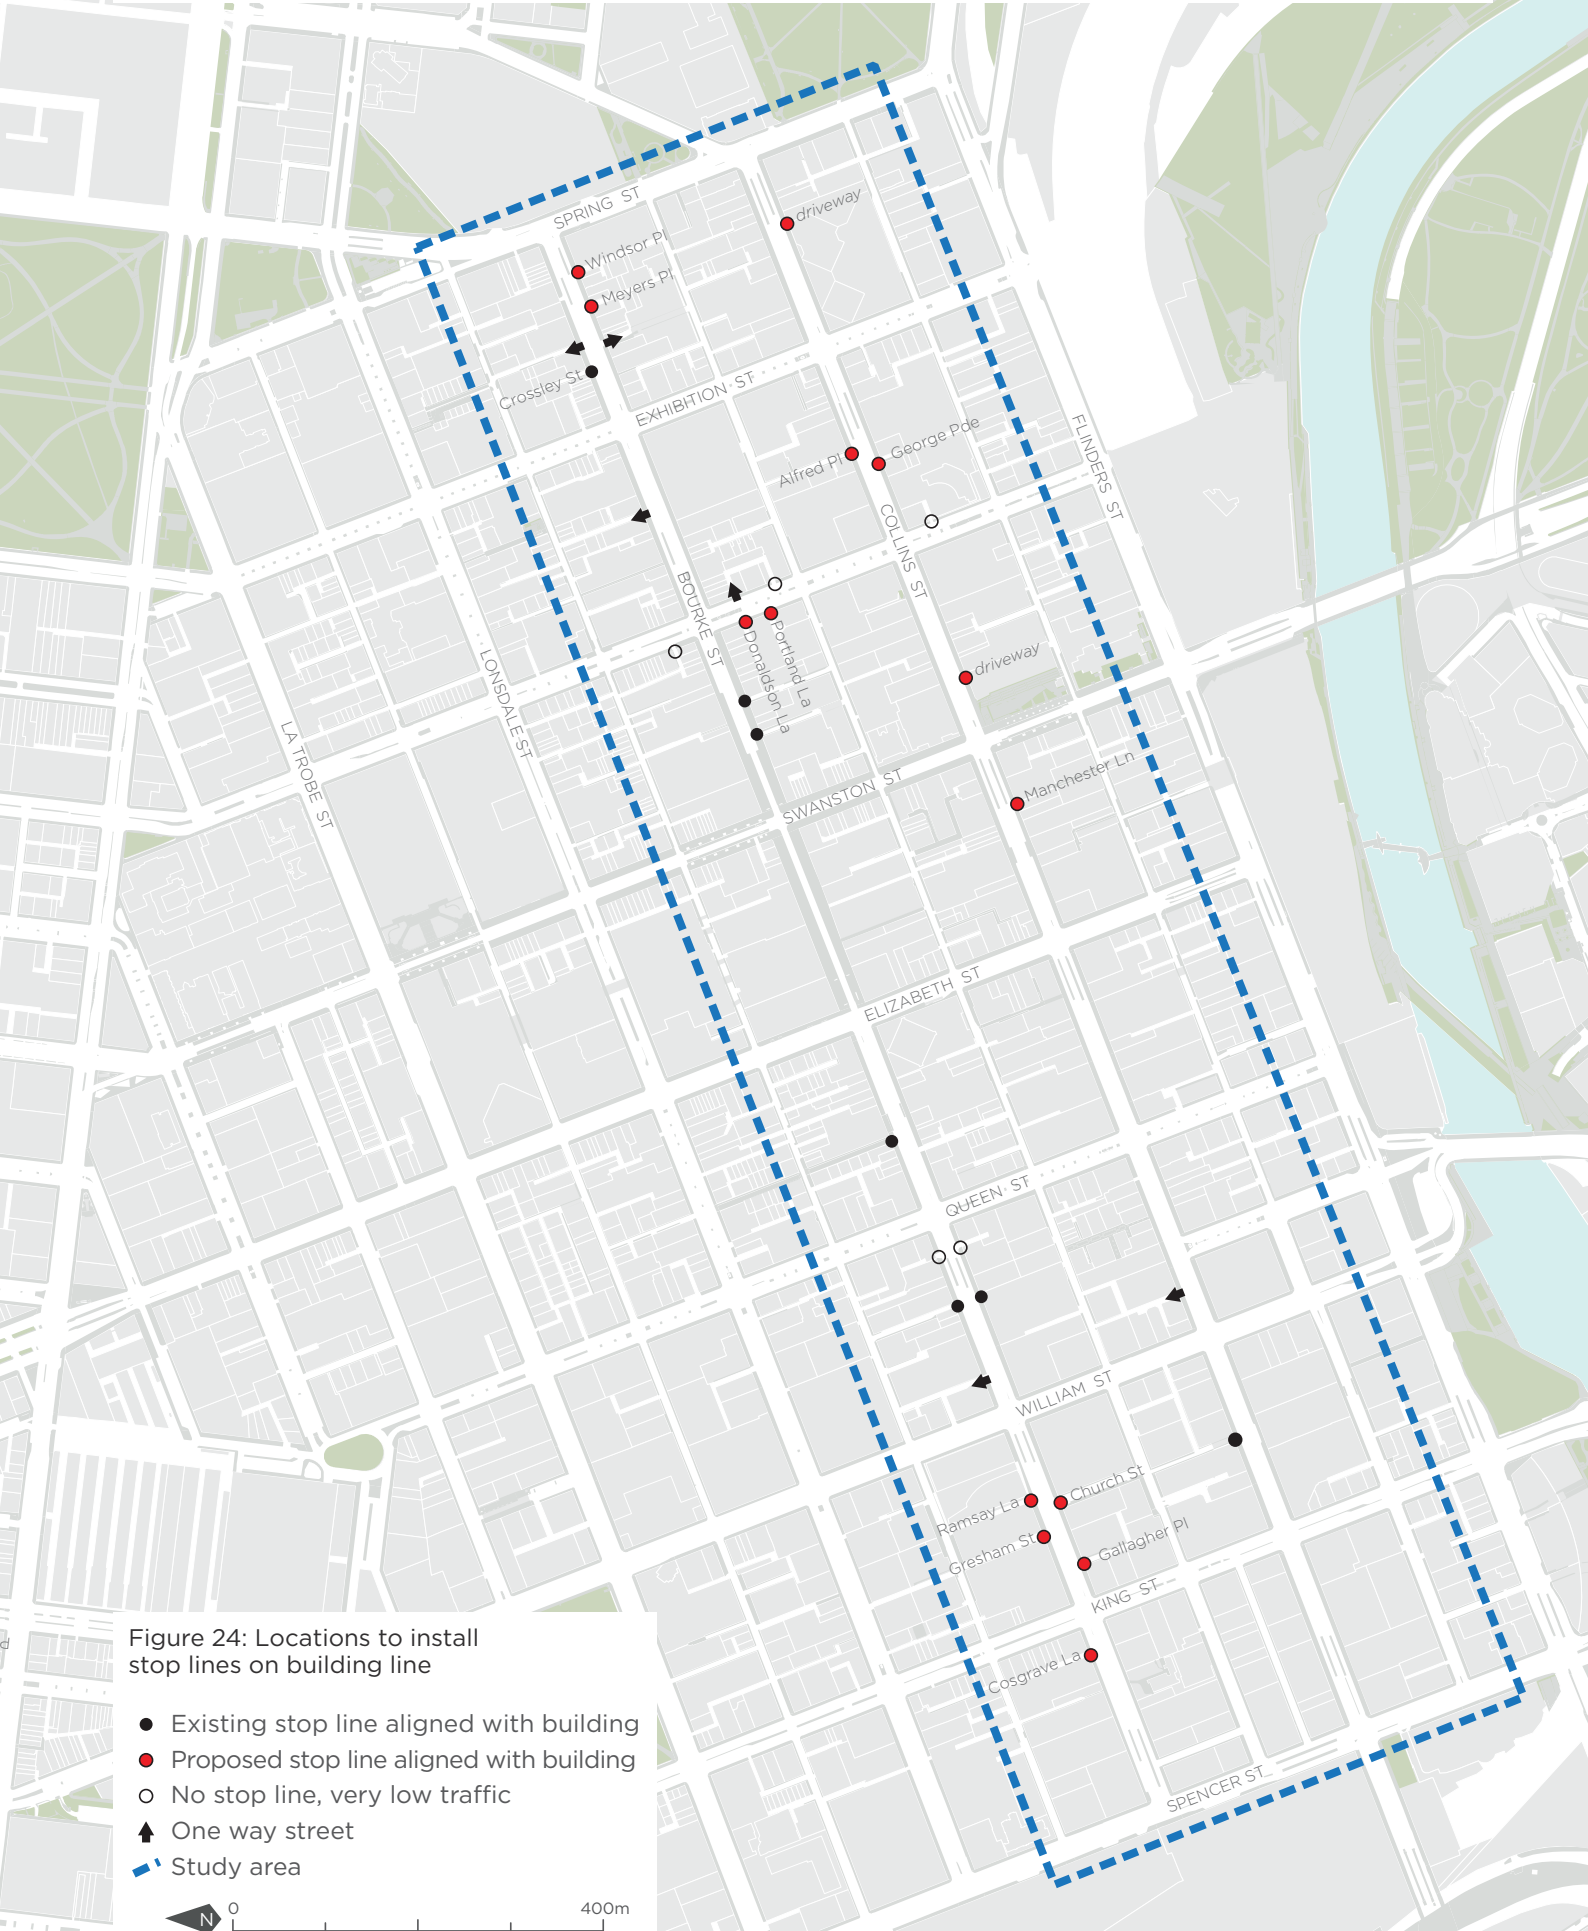 SPRING ST
driveway
Windsor Pl
Meyers Pl
Crossley St
EXHIBITION ST
FLINDERS ST
George Pde
Alfred Pl
COLLINS ST
BOURKE ST
Portland La
Donaldson La
driveway
LONSDALE ST
LA TROBE ST
Manchester Ln
SWANSTON ST
ELIZABETH ST
QUEEN ST
WILLIAM ST
Church St
Ramsay La
Gresham St
Gallagher Pl
KING ST
Cosgrave La
SPENCER ST
d
Figure 24: Locations to install
stop lines on building line
Existing stop line aligned with building
Proposed stop line aligned with building
No stop line, very low traffic
One way street
Study area
N
0 400m